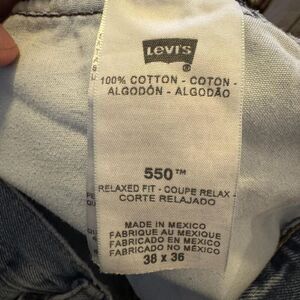 LEVI'S
®
100% COTTON - COTON -
ALGODÓN - ALGODÃO
550™
RELAXED FIT - COUPE RELAX -
CORTE RELAJADO
MADE IN MEXICO
FABRIQUE AU MEXIQUE
FABRICADO EN MEXICO
FABRICADO NO MEXICO
38 x 36